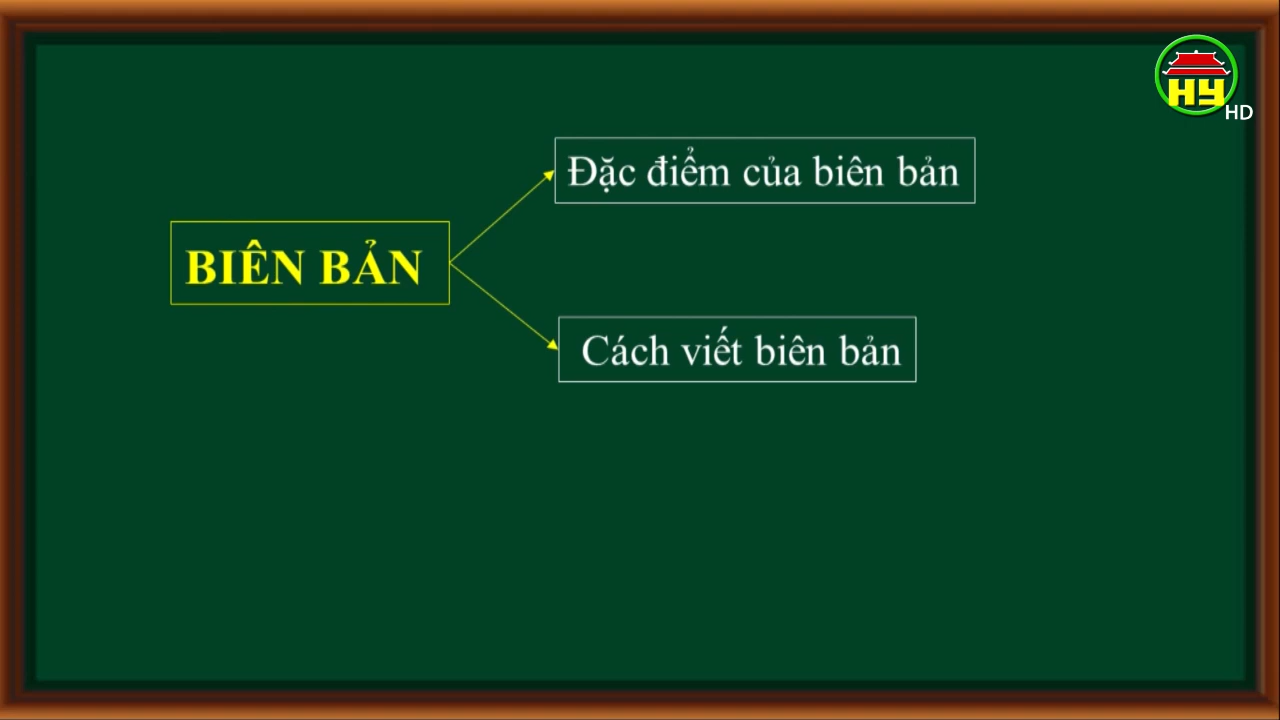 HY
HD
Đặc điểm của biên bản
BIÊN BẢN
Cách viết biên bản